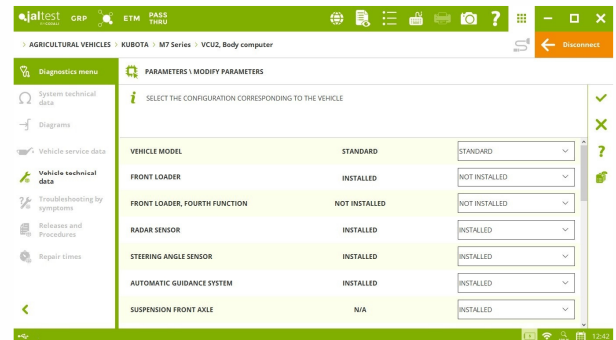 jaltest
GRP
ETM
PASS
THRU
> AGRICULTURAL VEHICLES > KUBOTA > M7 Series > VCU2, Body computer
Disconnect
Diagnostics menu
PARAMETERS \ MODIFY PARAMETERS
System technical
data
i SELECT THE CONFIGURATION CORRESPONDING TO THE VEHICLE
Diagrams
Vehicle service data
VEHICLE MODEL STANDARD STANDARD
Vehicle technical
data
FRONT LOADER INSTALLED NOT INSTALLED
Troubleshooting by
symptoms
FRONT LOADER, FOURTH FUNCTION NOT INSTALLED NOT INSTALLED
Releases and
Procedures
RADAR SENSOR INSTALLED INSTALLED
STEERING ANGLE SENSOR INSTALLED INSTALLED
Repair times
AUTOMATIC GUIDANCE SYSTEM INSTALLED INSTALLED
SUSPENSION FRONT AXLE N/A INSTALLED
12:42